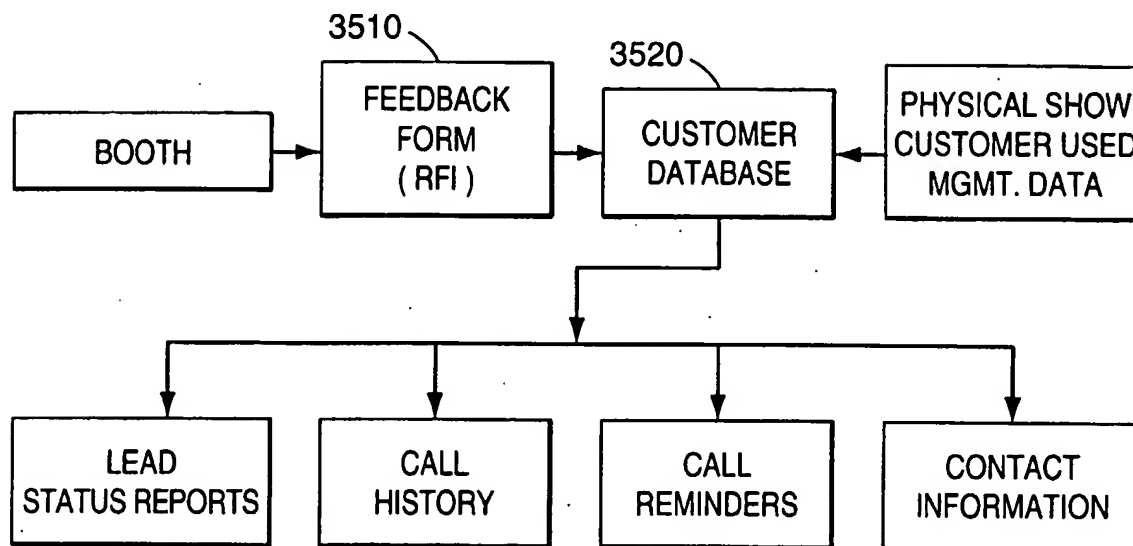 3510
3520
BOOTH
FEEDBACK
FORM
( RFI )
CUSTOMER
DATABASE
PHYSICAL SHOW
CUSTOMER USED
MGMT. DATA
LEAD
STATUS REPORTS
CALL
HISTORY
CALL
REMINDERS
CONTACT
INFORMATION